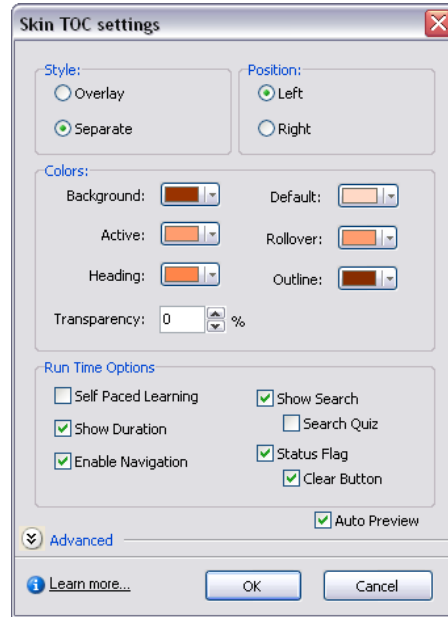 Skin TOC settings
Style:
Overlay
Separate
Position:
Left
Right
Colors:
Background:
Default:
Active:
Rollover:
Heading:
Outline:
Transparency: 0 %
Run Time Options
Self Paced Learning
Show Duration
Enable Navigation
Show Search
Search Quiz
Status Flag
Clear Button
Auto Preview
Advanced
Learn more...
OK
Cancel